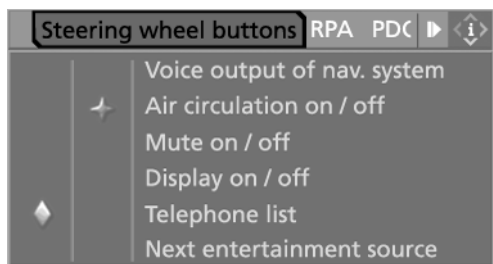 Steering wheel buttons RPA PDC i
Voice output of nav. system
Air circulation on / off
Mute on / off
Display on / off
Telephone list
Next entertainment source